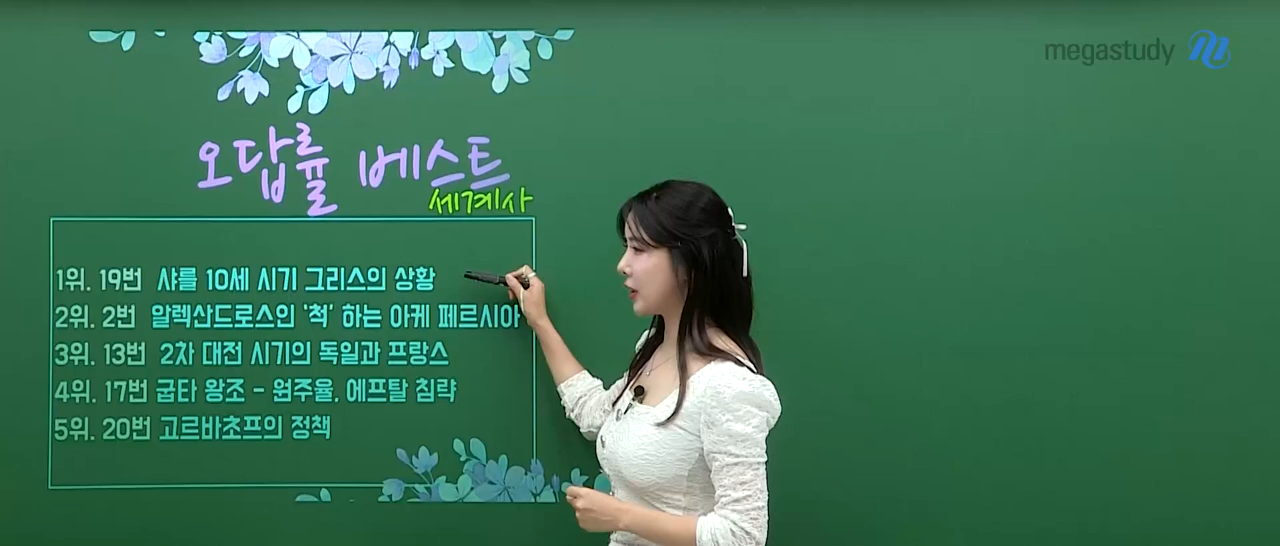 megastudy
오답률 베스트
세계사
1위. 19번 샤를 10세 시기 그리스의 상황
2위. 2번 알렉산드로스인 '척' 하는 아케 페르시아
3위. 13번 2차 대전 시기의 독일과 프랑스
4위. 17번 굽타 왕조 - 원주율, 에프탈 침략
5위. 20번 고르바초프의 정책